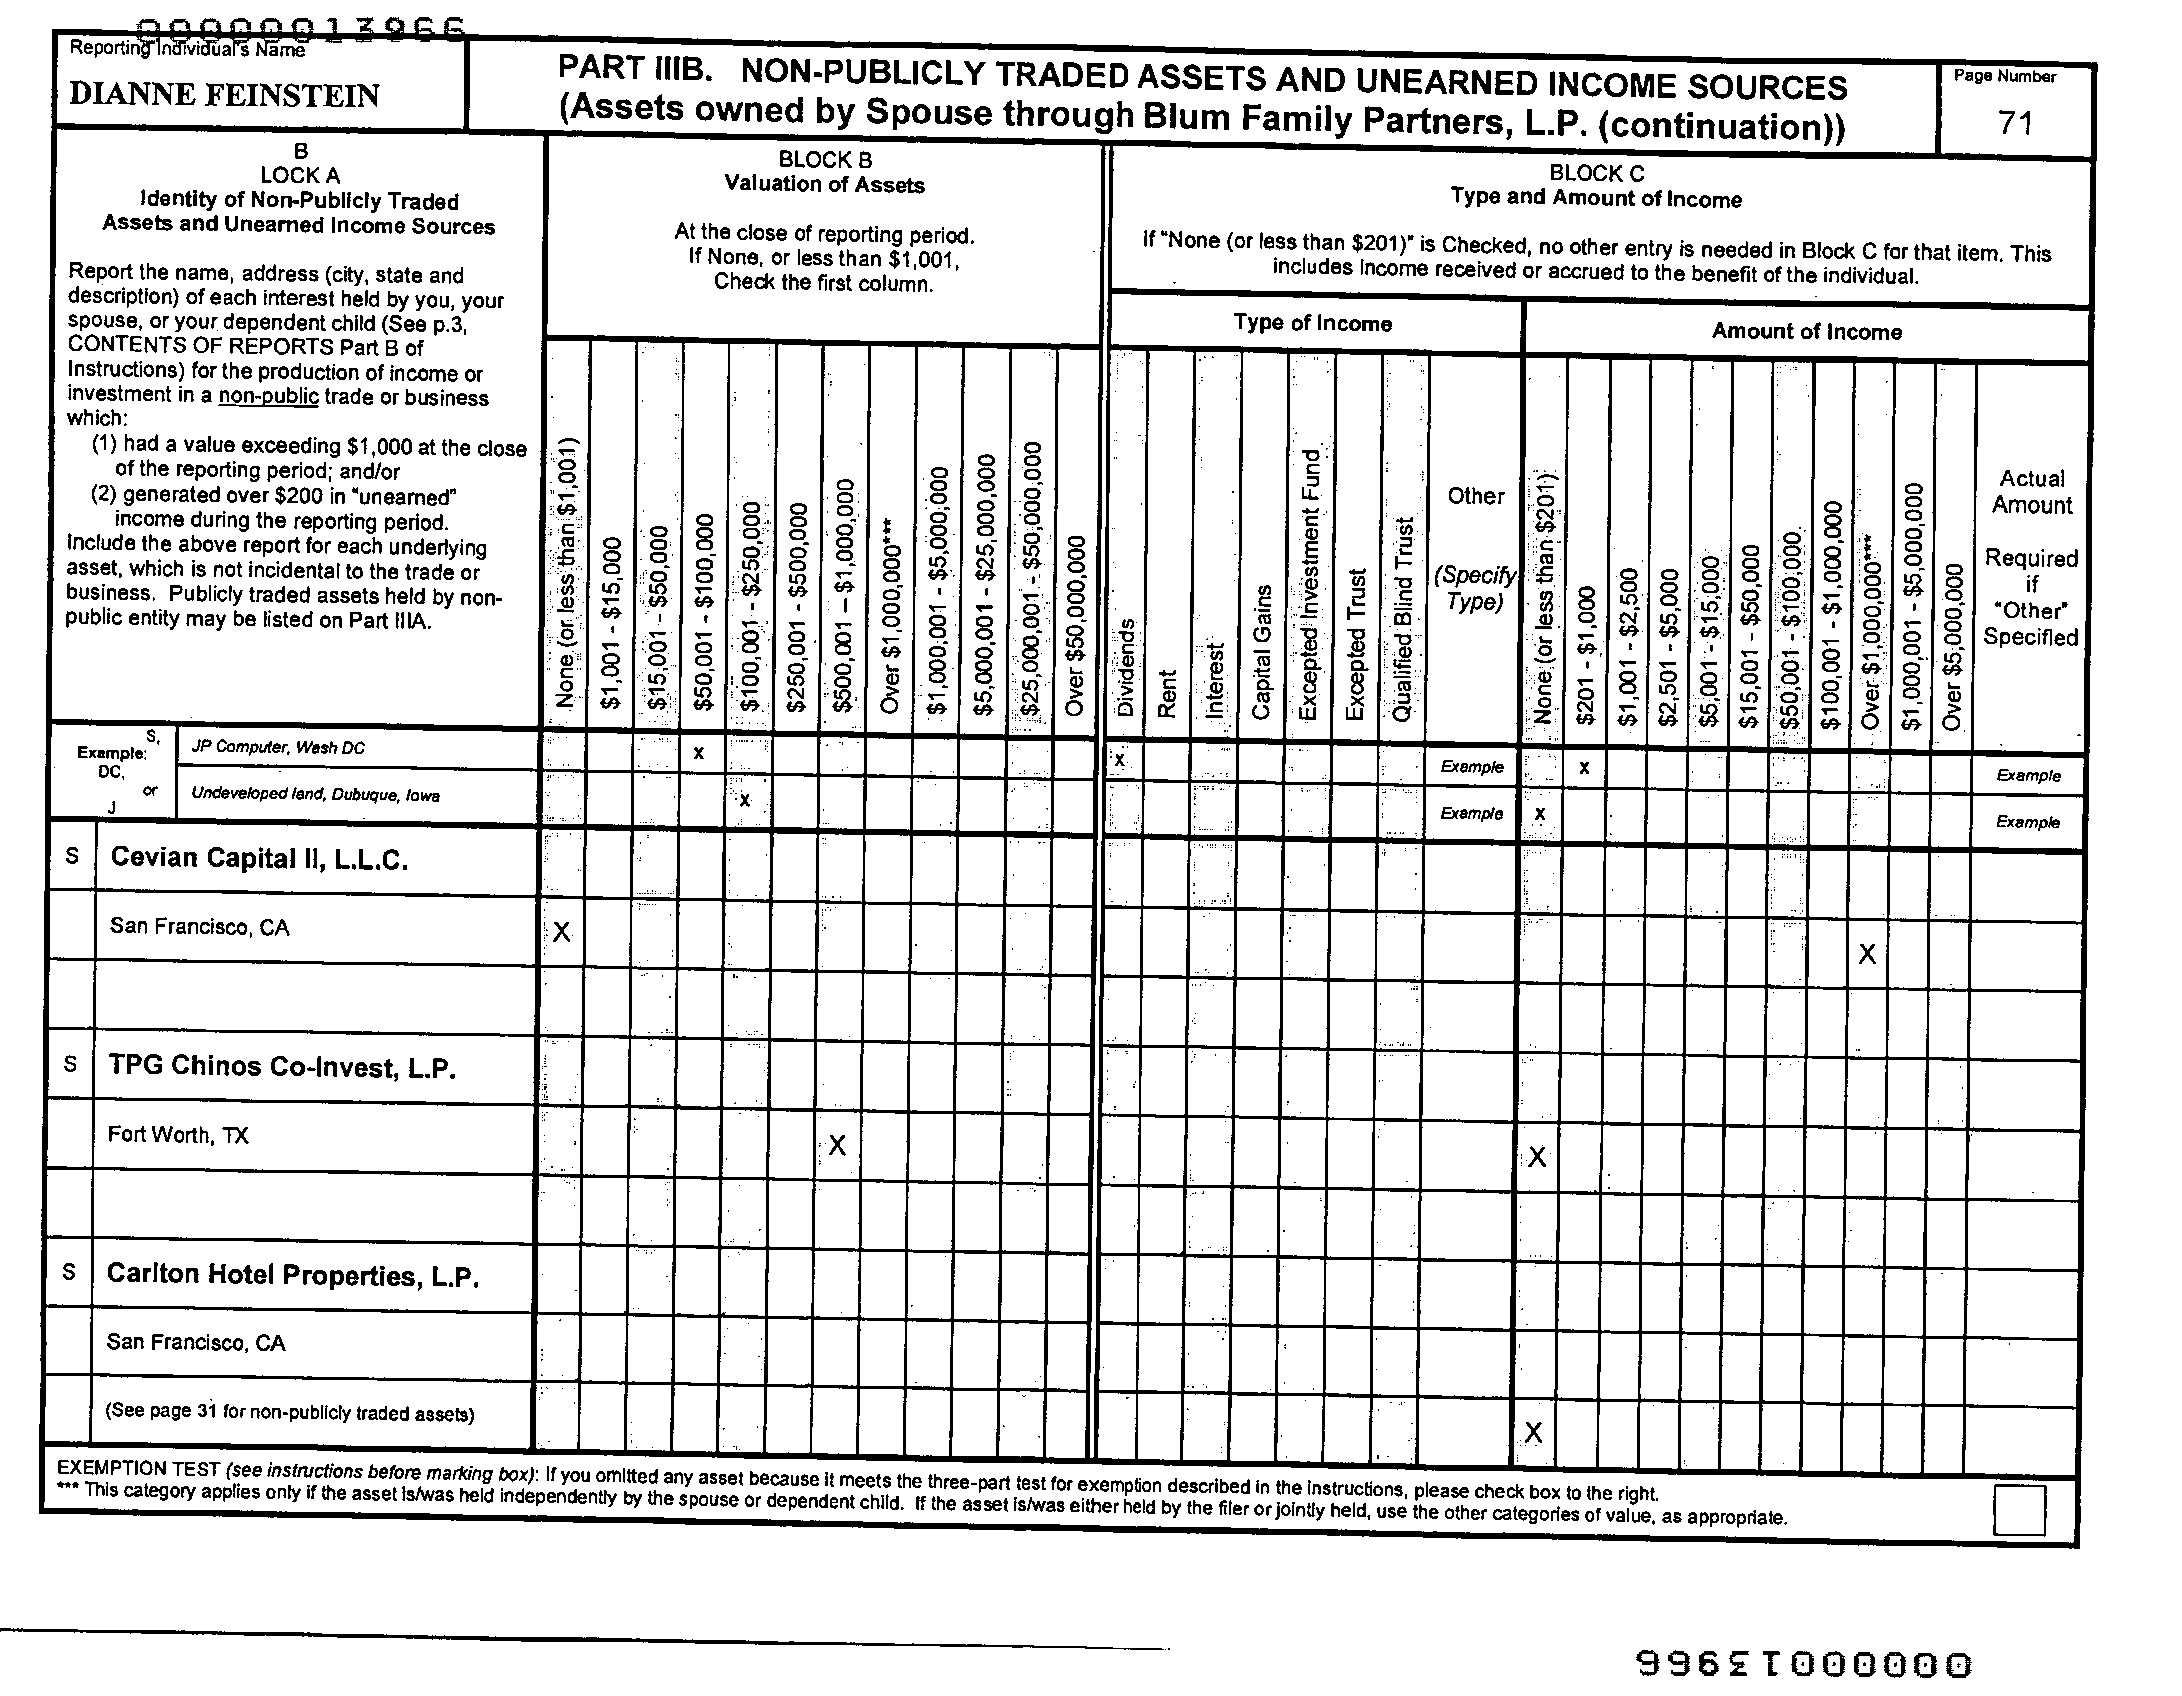 00000013966
Reporting Individual's Name
DIANNE FEINSTEIN
PART IIIB. NON-PUBLICLY TRADED ASSETS AND UNEARNED INCOME SOURCES
(Assets owned by Spouse through Blum Family Partners, L.P. (continuation))
Page Number
71
B
LOCK A
Identity of Non-Publicly Traded
Assets and Unearned Income Sources
Report the name, address (city, state and
description) of each interest held by you, your
spouse, or your dependent child (See p.3,
CONTENTS OF REPORTS Part B of
Instructions) for the production of income or
investment in a non-public trade or business
which:
(1) had a value exceeding $1,000 at the close
of the reporting period; and/or
(2) generated over $200 in "unearned"
income during the reporting period.
Include the above report for each underlying
asset, which is not incidental to the trade or
business. Publicly traded assets held by non-
public entity may be listed on Part IIIA.
BLOCK B
Valuation of Assets
At the close of reporting period.
If None, or less than $1,001,
Check the first column.
None (or less than $1,001)
$1,001 - $15,000
$15,001 - $50,000
$50,001 - $100,000
$100,001 - $250,000
$250,001 - $500,000
$500,001 – $1,000,000
Over $1,000,000***
$1,000,001 - $5,000,000
$5,000,001 - $25,000,000
$25,000,001 - $50,000,000
Over $50,000,000
BLOCK C
Type and Amount of Income
If "None (or less than $201)" is Checked, no other entry is needed in Block C for that item. This
includes Income received or accrued to the benefit of the individual.
Type of Income
Amount of Income
Dividends
Rent
Interest
Capital Gains
Excepted Investment Fund
Excepted Trust
Qualified Blind Trust
Other
(Specify
Type)
None (or less than $201)
$201 - $1,000
$1,001 - $2,500
$2,501 - $5,000
$5,001 - $15,000
$15,001 - $50,000
$50,001 - $100,000
$100,001 - $1,000,000
Over $1,000,000***
$1,000,001 - $5,000,000
Over $5,000,000
Actual
Amount
Required
if
"Other"
Specified
Example:
S,
DC,
or
J
JP Computer, Wash DC x x Example x Example
Undeveloped land, Dubuque, Iowa x Example x Example
S Cevian Capital II, L.L.C.
San Francisco, CA X X
S TPG Chinos Co-Invest, L.P.
Fort Worth, TX X X
S Carlton Hotel Properties, L.P.
San Francisco, CA
(See page 31 for non-publicly traded assets) X
EXEMPTION TEST (see instructions before marking box): If you omitted any asset because it meets the three-part test for exemption described in the instructions, please check box to the right.
*** This category applies only if the asset is/was held independently by the spouse or dependent child. If the asset is/was either held by the filer or jointly held, use the other categories of value, as appropriate.
00000013966